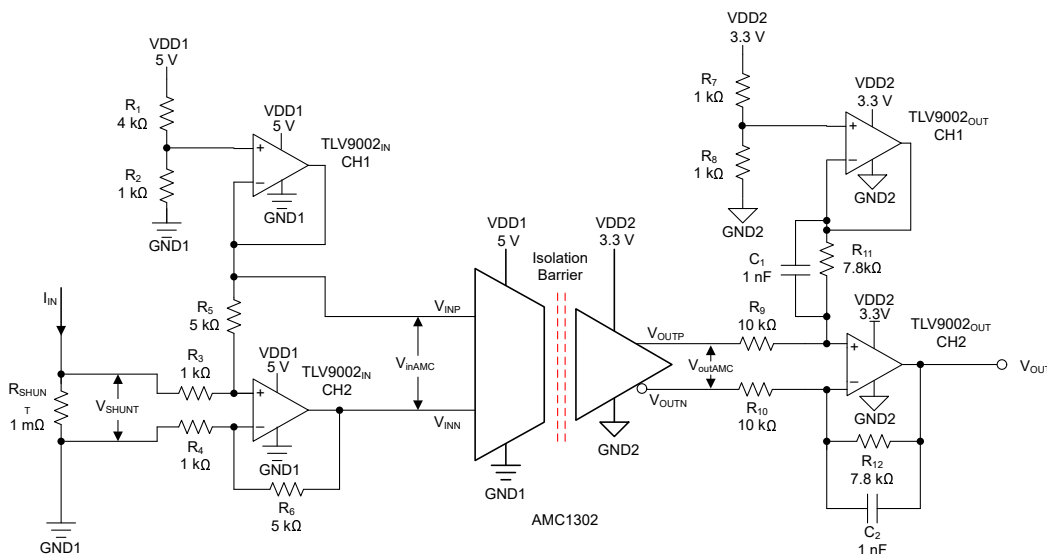 VDD1
5 V
R1
4 kΩ
R2
1 kΩ
GND1
VDD1
5 V
+
−
GND1
TLV9002IN
CH1
VDD2
3.3 V
R7
1 kΩ
R8
1 kΩ
GND2
VDD2
3.3 V
+
−
GND2
TLV9002OUT
CH1
C1
1 nF
R11
7.8kΩ
IIN
RSHUN
T
1 mΩ
GND1
VSHUNT
R3
1 kΩ
R4
1 kΩ
R5
5 kΩ
VDD1
5 V
+
−
GND1
TLV9002IN
CH2
R6
5 kΩ
VINP
VinAMC
VINN
VDD1
5 V
GND1
Isolation
Barrier
VDD2
3.3 V
GND2
AMC1302
VOUTP
VoutAMC
VOUTN
R9
10 kΩ
R10
10 kΩ
VDD2
3.3V
+
−
GND2
TLV9002OUT
CH2
VOUT
R12
7.8 kΩ
C2
1 nF